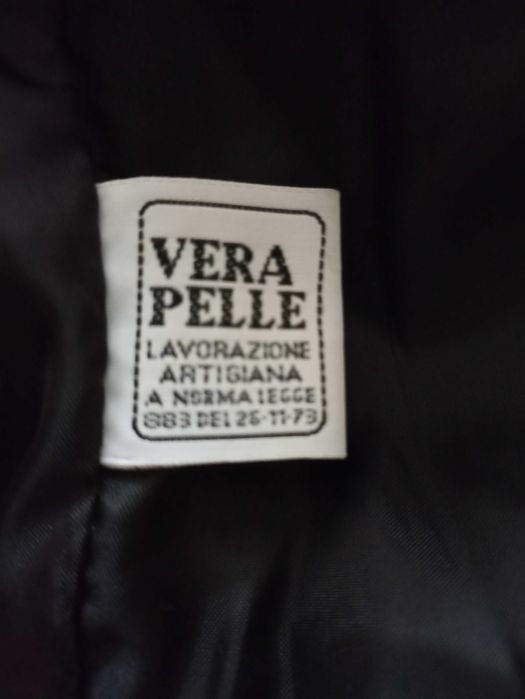 VERA
PELLE
LAVORAZIONE
ARTIGIANA
A NORMA LEGGE
883 DEL 26-11-73